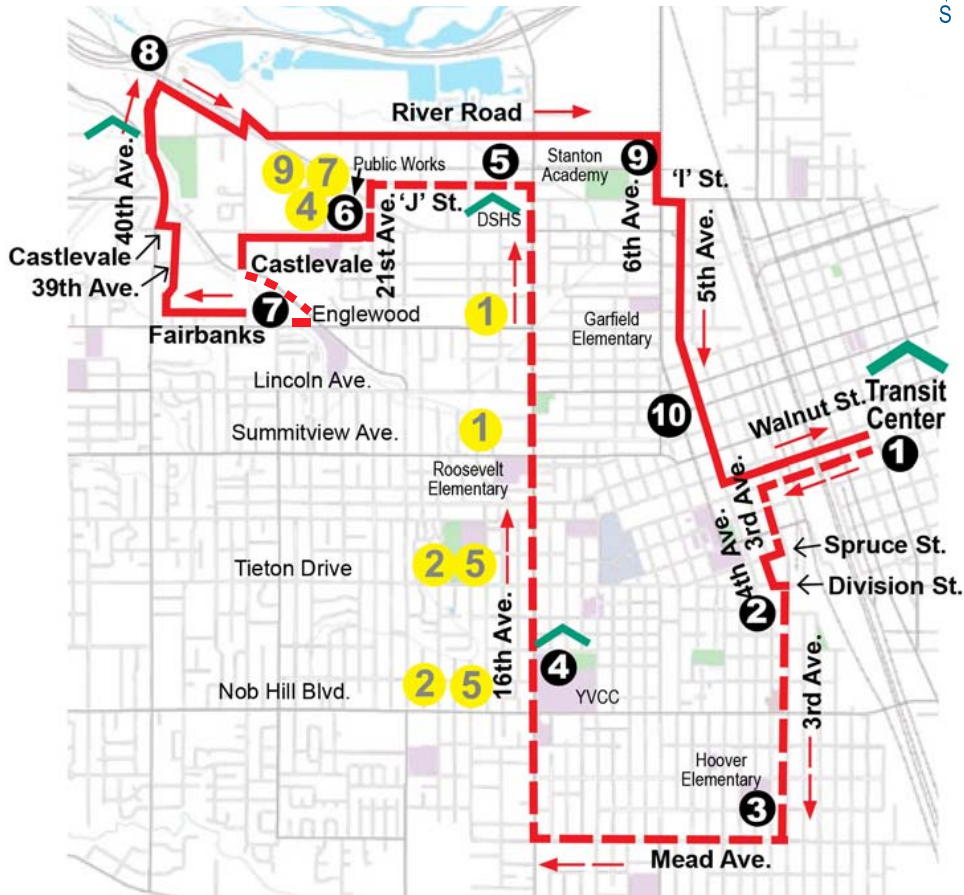 S
8
River Road
40th Ave.
9
7
Public Works
5
Stanton
Academy
9
'I' St.
4
6
'J' St.
DSHS
21st Ave.
6th Ave.
5th Ave.
Castlevale
39th Ave.
Castlevale
7
Englewood
1
Fairbanks
Garfield
Elementary
Lincoln Ave.
10
Walnut St.
Transit
Center
Summitview Ave.
1
1
Roosevelt
Elementary
4th Ave.
3rd Ave.
Spruce St.
Tieton Drive
2
5
Division St.
2
16th Ave.
4
YVCC
3rd Ave.
Nob Hill Blvd.
2
5
Hoover
Elementary
3
Mead Ave.